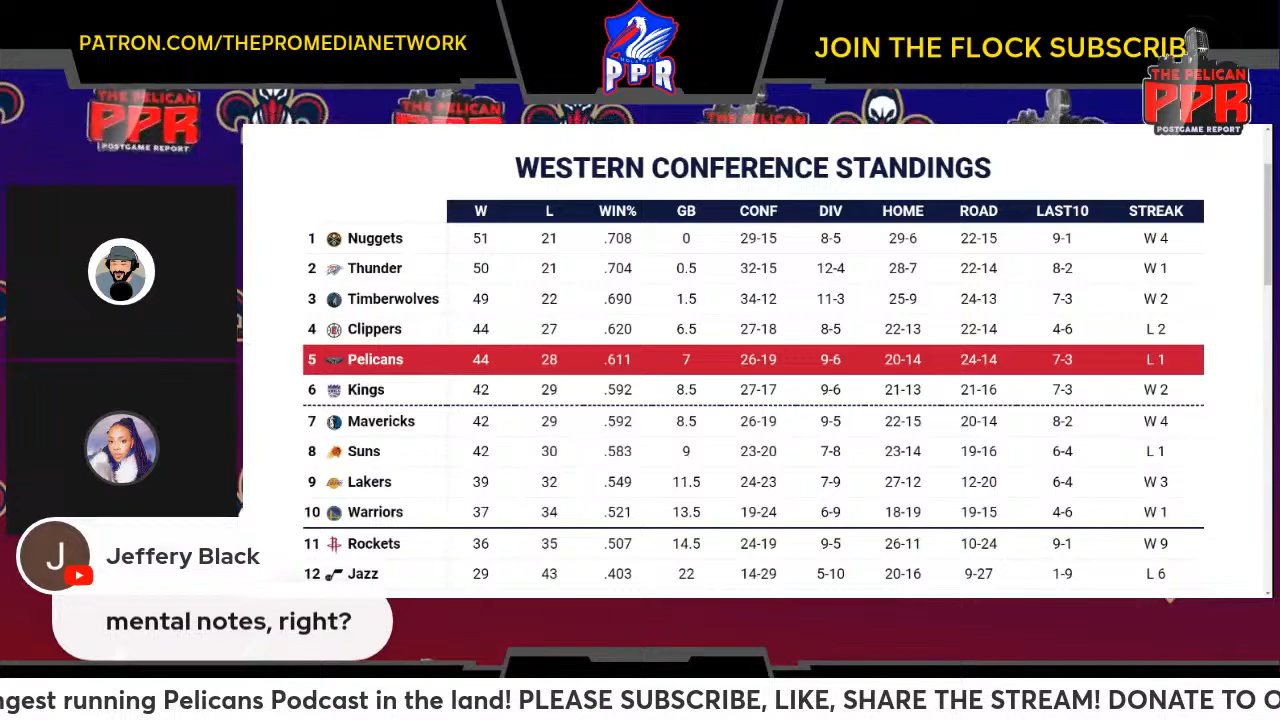 PATRON.COM/THEPROMEDIANETWORK
PPR
JOIN THE FLOCK SUBSCRIB
THE PELICAN
PPR
POSTGAME REPORT
THE PELICAN
PPR
POSTGAME REPORT
WESTERN CONFERENCE STANDINGS
W L WIN% GB CONF DIV HOME ROAD LAST10 STREAK
1 Nuggets 51 21 .708 0 29-15 8-5 29-6 22-15 9-1 W 4
2 Thunder 50 21 .704 0.5 32-15 12-4 28-7 22-14 8-2 W 1
3 Timberwolves 49 22 .690 1.5 34-12 11-3 25-9 24-13 7-3 W 2
4 Clippers 44 27 .620 6.5 27-18 8-5 22-13 22-14 4-6 L 2
5 Pelicans 44 28 .611 7 26-19 9-6 20-14 24-14 7-3 L 1
6 Kings 42 29 .592 8.5 27-17 9-6 21-13 21-16 7-3 W 2
7 Mavericks 42 29 .592 8.5 26-19 9-5 22-15 20-14 8-2 W 4
8 Suns 42 30 .583 9 23-20 7-8 23-14 19-16 6-4 L 1
9 Lakers 39 32 .549 11.5 24-23 7-9 27-12 12-20 6-4 W 3
10 Warriors 37 34 .521 13.5 19-24 6-9 18-19 19-15 4-6 W 1
11 Rockets 36 35 .507 14.5 24-19 9-5 26-11 10-24 9-1 W 9
12 Jazz 29 43 .403 22 14-29 5-10 20-16 9-27 1-9 L 6
J
Jeffery Black
mental notes, right?
ngest running Pelicans Podcast in the land! PLEASE SUBSCRIBE, LIKE, SHARE THE STREAM! DONATE TO O